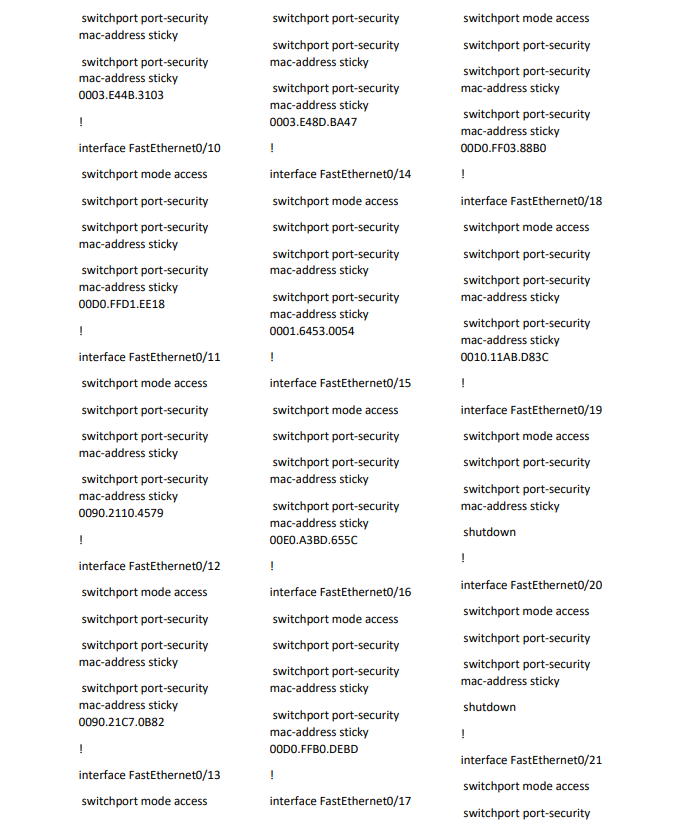 switchport port-security
mac-address sticky
switchport port-security
mac-address sticky
0003.E44B.3103
!
interface FastEthernet0/10
switchport mode access
switchport port-security
switchport port-security
mac-address sticky
switchport port-security
mac-address sticky
00D0.FFD1.EE18
!
interface FastEthernet0/11
switchport mode access
switchport port-security
switchport port-security
mac-address sticky
switchport port-security
mac-address sticky
0090.2110.4579
!
interface FastEthernet0/12
switchport mode access
switchport port-security
switchport port-security
mac-address sticky
switchport port-security
mac-address sticky
0090.21C7.0B82
!
interface FastEthernet0/13
switchport mode access
switchport port-security
switchport port-security
mac-address sticky
switchport port-security
mac-address sticky
0003.E48D.BA47
!
interface FastEthernet0/14
switchport mode access
switchport port-security
switchport port-security
mac-address sticky
switchport port-security
mac-address sticky
0001.6453.0054
!
interface FastEthernet0/15
switchport mode access
switchport port-security
switchport port-security
mac-address sticky
switchport port-security
mac-address sticky
00E0.A3BD.655C
!
interface FastEthernet0/16
switchport mode access
switchport port-security
switchport port-security
mac-address sticky
switchport port-security
mac-address sticky
00D0.FFB0.DEBD
!
interface FastEthernet0/17
switchport mode access
switchport port-security
switchport port-security
mac-address sticky
switchport port-security
mac-address sticky
00D0.FF03.88B0
!
interface FastEthernet0/18
switchport mode access
switchport port-security
switchport port-security
mac-address sticky
switchport port-security
mac-address sticky
0010.11AB.D83C
!
interface FastEthernet0/19
switchport mode access
switchport port-security
switchport port-security
mac-address sticky
shutdown
!
interface FastEthernet0/20
switchport mode access
switchport port-security
switchport port-security
mac-address sticky
shutdown
!
interface FastEthernet0/21
switchport mode access
switchport port-security